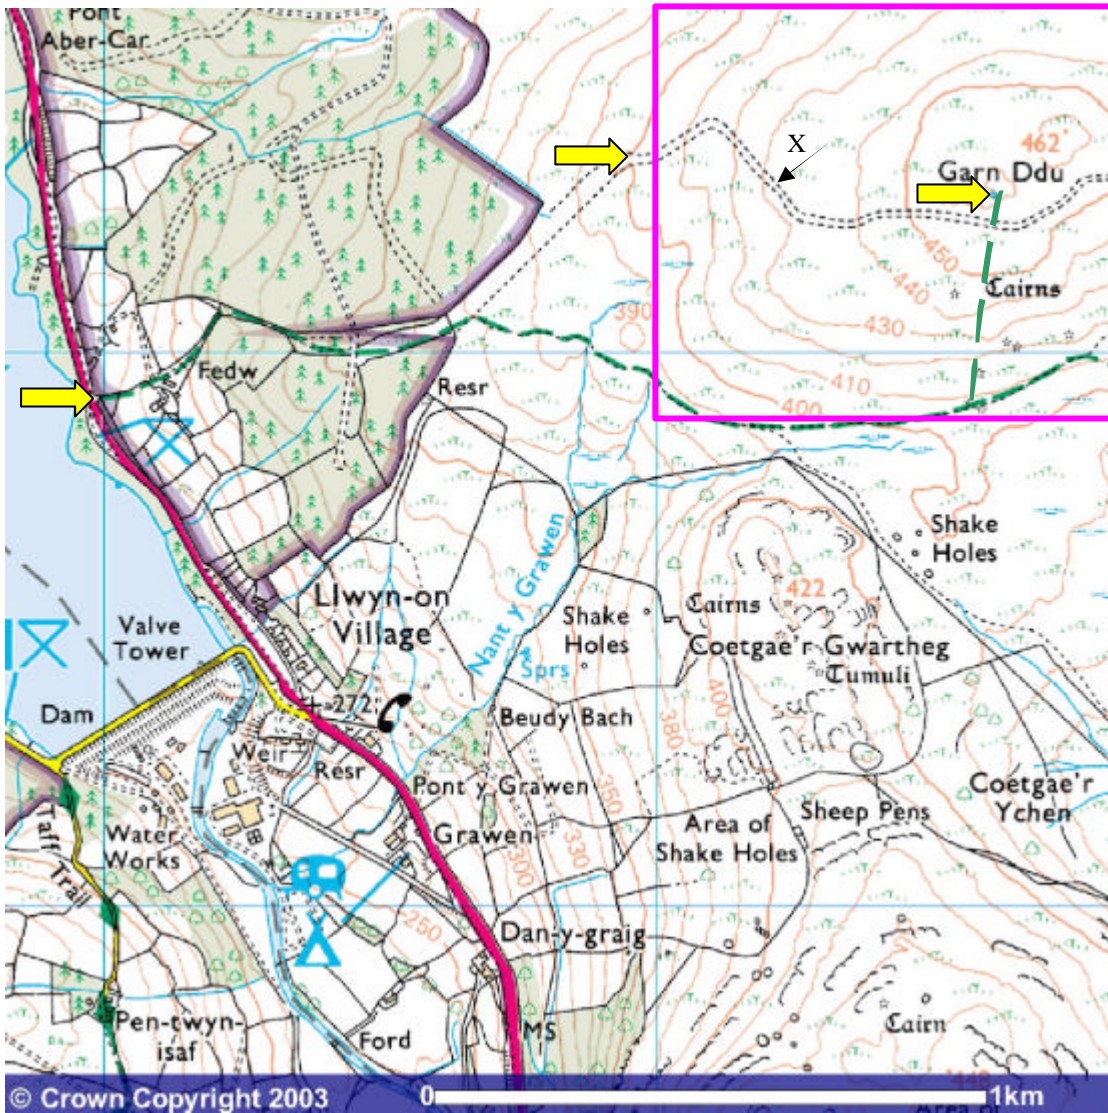 Pont
Aber-Car
462
X
Garn Ddu
450
Cairns
440
390
430
Fedw
Resr
410
400
Shake
Holes
Nant y Grawen
Llwyn-on
Village
Cairns
422
Shake
Holes
Coetgae'r Gwartheg
Tumuli
Valve
Tower
Sprs
400
272
Dam
Beudy Bach
380
Weir
Resr
Pont y Grawen
350
Coetgae'r
Ychen
Sheep Pens
Taff Trail
Water
Works
Grawen
330
Area of
Shake Holes
300
250
Dan-y-graig
Pen-twyn-
isaf
Ford
MS
Cairn
© Crown Copyright 2003
0
1km